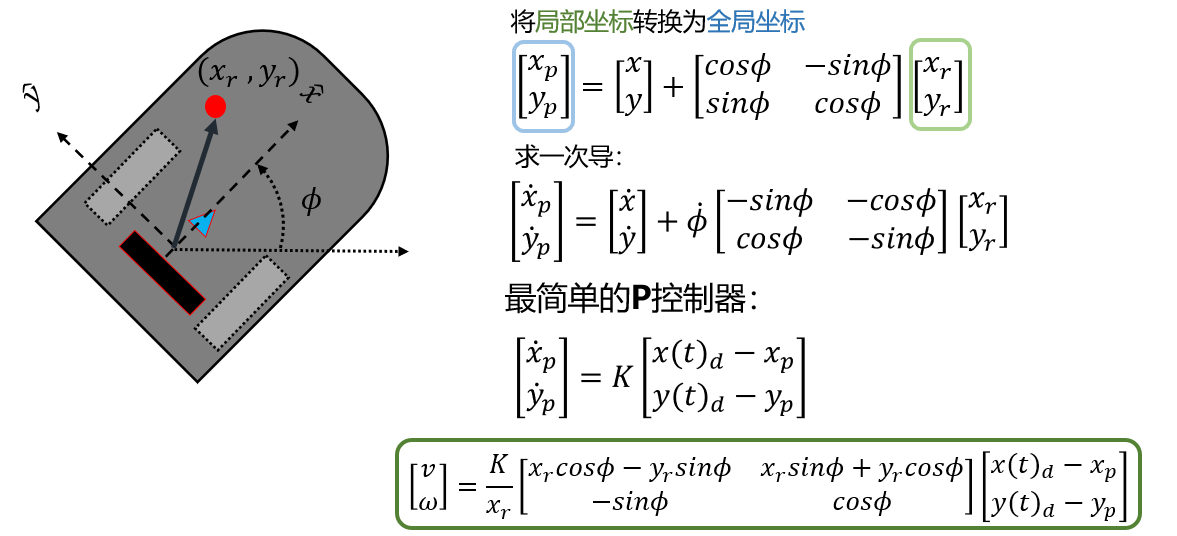 (x_r , y_r)
x̂
ŷ
ϕ
将局部坐标转换为全局坐标
[x_p; y_p] = [x; y] + [cosϕ −sinϕ; sinϕ cosϕ] [x_r; y_r]
求一次导:
[ẋ_p; ẏ_p] = [ẋ; ẏ] + ϕ̇ [−sinϕ −cosϕ; cosϕ −sinϕ] [x_r; y_r]
最简单的P控制器:
[ẋ_p; ẏ_p] = K [x(t)_d − x_p; y(t)_d − y_p]
[v; ω] = K/x_r [x_r cosϕ − y_r sinϕ x_r sinϕ + y_r cosϕ; −sinϕ cosϕ] [x(t)_d − x_p; y(t)_d − y_p]